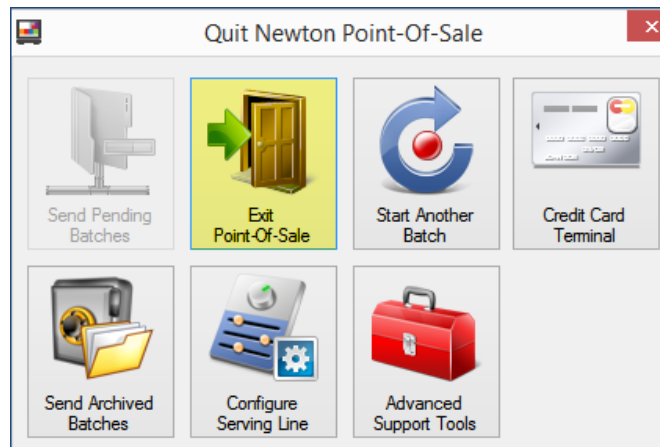 Quit Newton Point-Of-Sale
Send Pending
Batches
Exit
Point-Of-Sale
Start Another
Batch
Credit Card
Terminal
Send Archived
Batches
Configure
Serving Line
Advanced
Support Tools